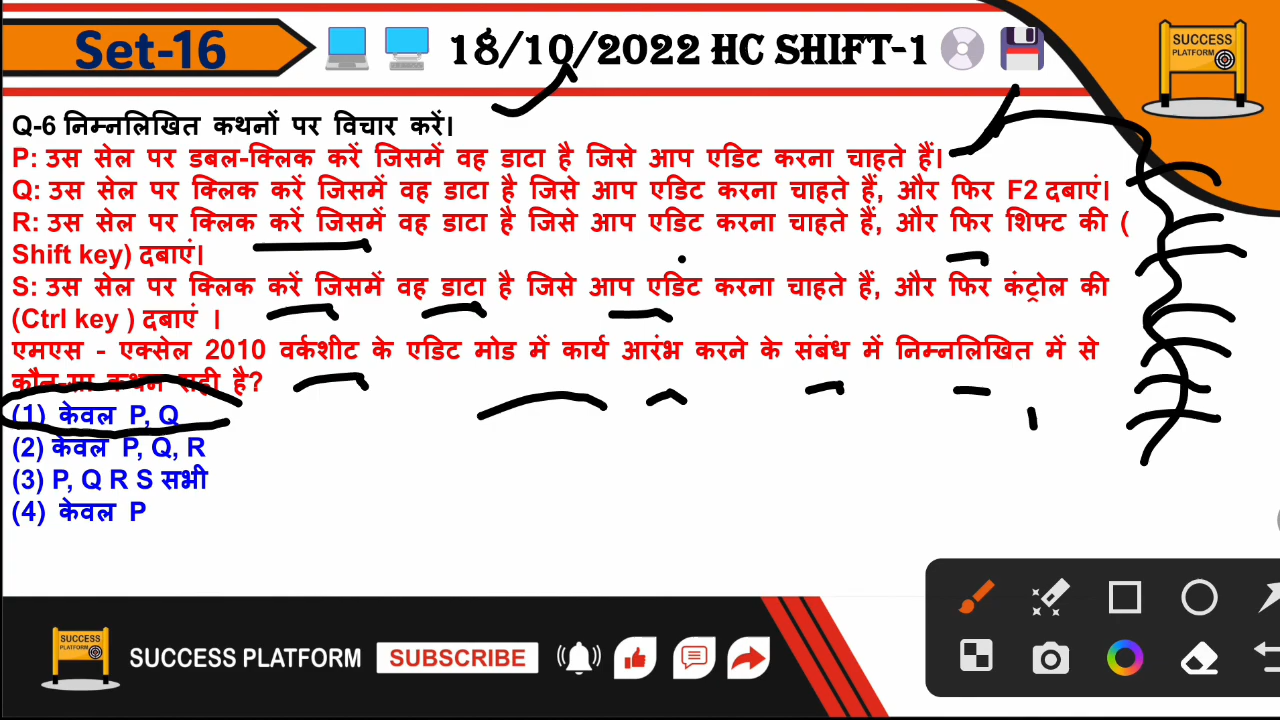 Set-16
18/10/2022 HC SHIFT-1
SUCCESS
PLATFORM
Q-6 निम्नलिखित कथनों पर विचार करें।
P: उस सेल पर डबल-क्लिक करें जिसमें वह डाटा है जिसे आप एडिट करना चाहते हैं।
Q: उस सेल पर क्लिक करें जिसमें वह डाटा है जिसे आप एडिट करना चाहते हैं, और फिर F2 दबाएं।
R: उस सेल पर क्लिक करें जिसमें वह डाटा है जिसे आप एडिट करना चाहते हैं, और फिर शिफ्ट की (
Shift key) दबाएं।
S: उस सेल पर क्लिक करें जिसमें वह डाटा है जिसे आप एडिट करना चाहते हैं, और फिर कंट्रोल की
(Ctrl key ) दबाएं ।
एमएस - एक्सेल 2010 वर्कशीट के एडिट मोड में कार्य आरंभ करने के संबंध में निम्नलिखित में से
कौन-सा कथन सही है?
(1) केवल P, Q
(2) केवल P, Q, R
(3) P, Q R S सभी
(4) केवल P
SUCCESS
PLATFORM
SUCCESS PLATFORM
SUBSCRIBE